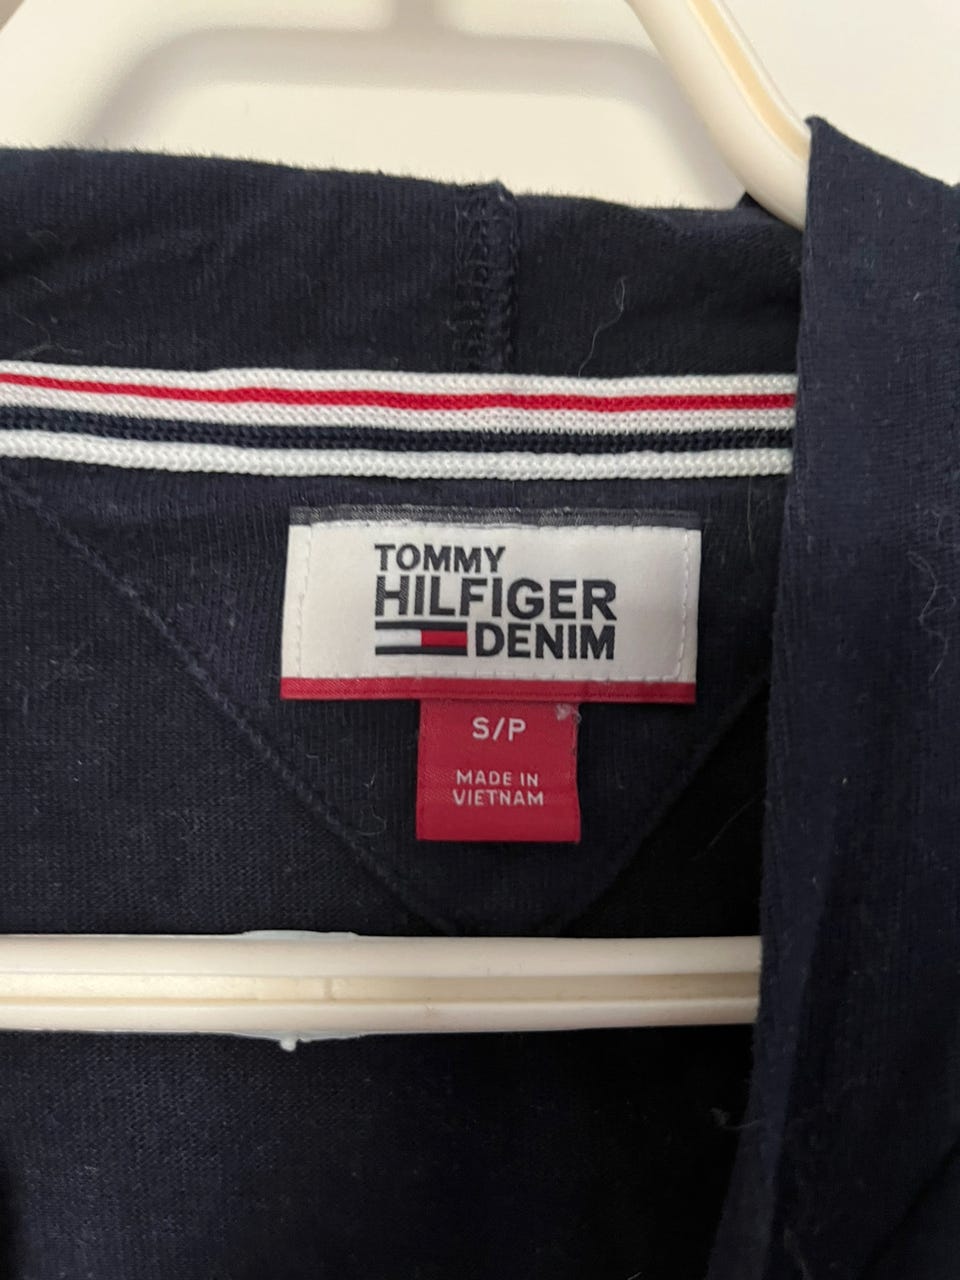 TOMMY
HILFIGER
DENIM
S/P
MADE IN
VIETNAM